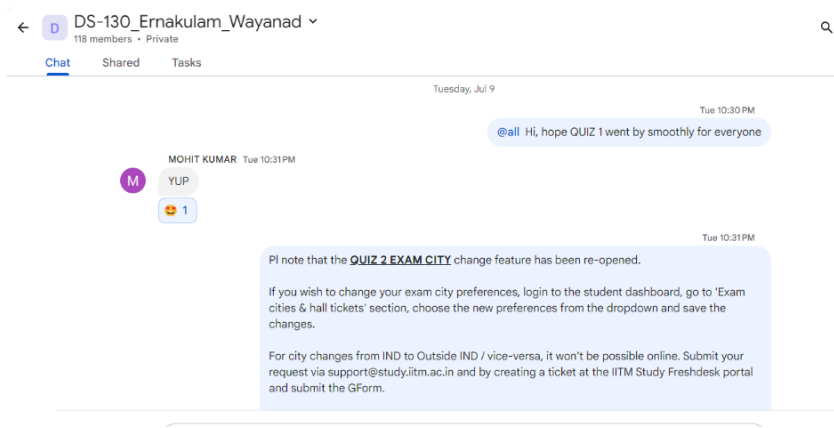 D DS-130_Ernakulam_Wayanad
118 members • Private
Chat Shared Tasks
Tuesday, Jul 9
Tue 10:30 PM
@all Hi, hope QUIZ 1 went by smoothly for everyone
MOHIT KUMAR Tue 10:31 PM
M YUP
🤩 1
Tue 10:31 PM
Pl note that the QUIZ 2 EXAM CITY change feature has been re-opened.
If you wish to change your exam city preferences, login to the student dashboard, go to 'Exam
cities & hall tickets' section, choose the new preferences from the dropdown and save the
changes.
For city changes from IND to Outside IND / vice-versa, it won't be possible online. Submit your
request via support@study.iitm.ac.in and by creating a ticket at the IITM Study Freshdesk portal
and submit the GForm.